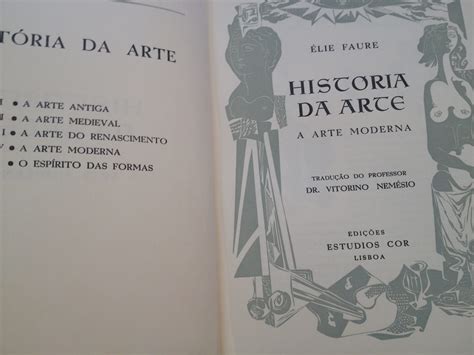 TÓRIA DA ARTE
A ARTE ANTIGA
A ARTE MEDIEVAL
I A ARTE DO RENASCIMENTO
V A ARTE MODERNA
O ESPÍRITO DAS FORMAS
ÉLIE FAURE
HISTORIA
DA ARTE
A ARTE MODERNA
TRADUÇÃO DO PROFESSOR
DR. VITORINO NEMÉSIO
EDIÇÕES
ESTUDIOS COR
LISBOA